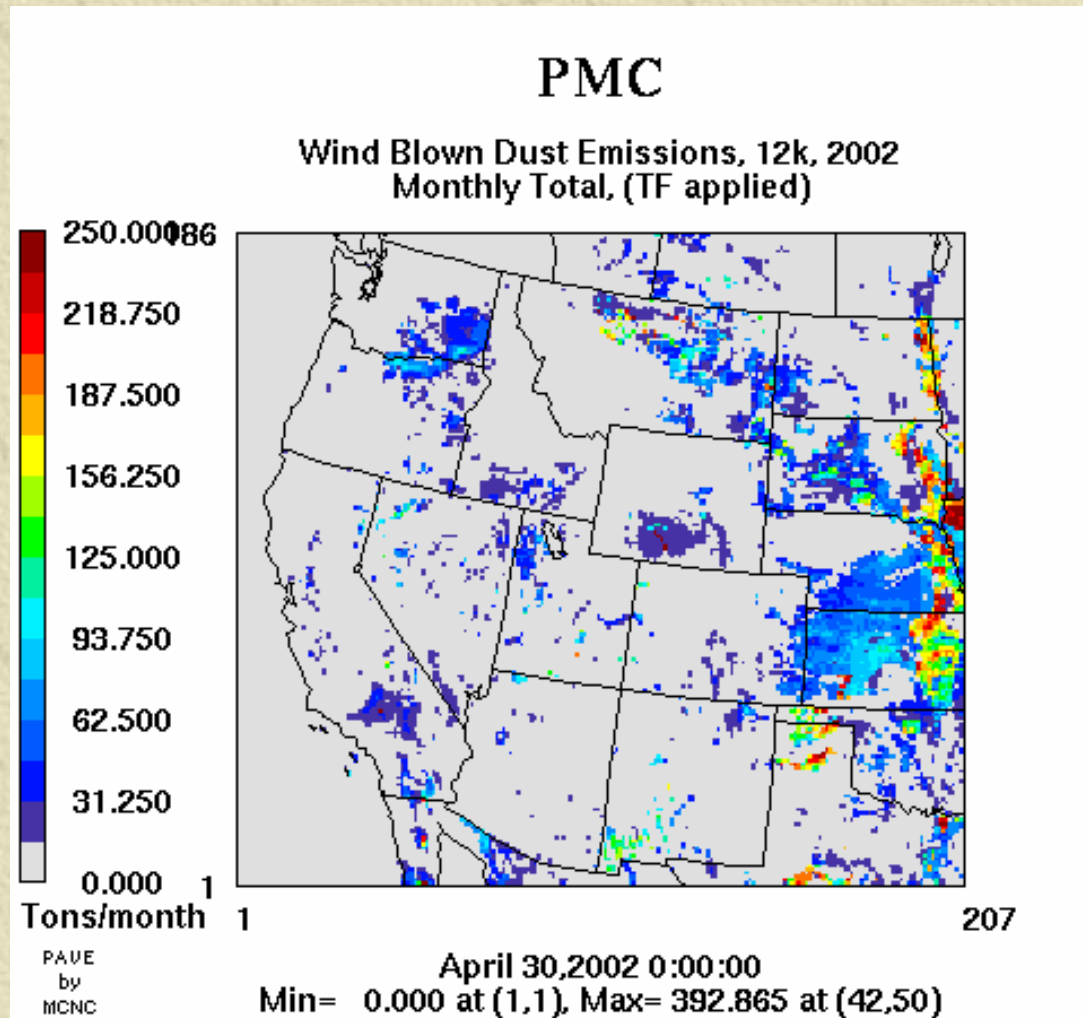 PMC
Wind Blown Dust Emissions, 12k, 2002
Monthly Total, (TF applied)
250.000
186
218.750
187.500
156.250
125.000
93.750
62.500
31.250
0.000
1
Tons/month
1
207
PAVE
by
MCNC
April 30,2002 0:00:00
Min= 0.000 at (1,1), Max= 392.865 at (42,50)